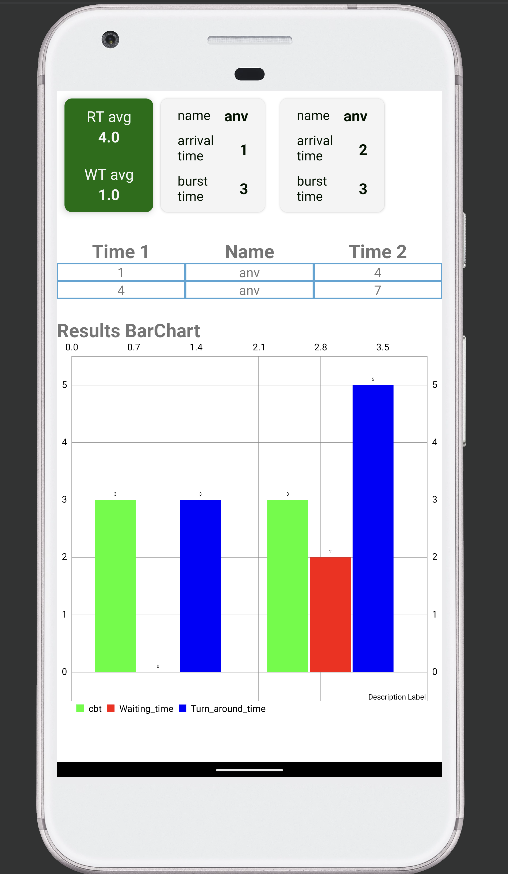 RT avg
4.0
WT avg
1.0
name anv
arrival time 1
burst time 3
name anv
arrival time 2
burst time 3
Time 1 Name Time 2
1 anv 4
4 anv 7
Results BarChart
0.0 0.7 1.4 2.1 2.8 3.5
5 5
4 4
3 3
2 2
1 1
0 0
Description Label
cbt Waiting_time Turn_around_time